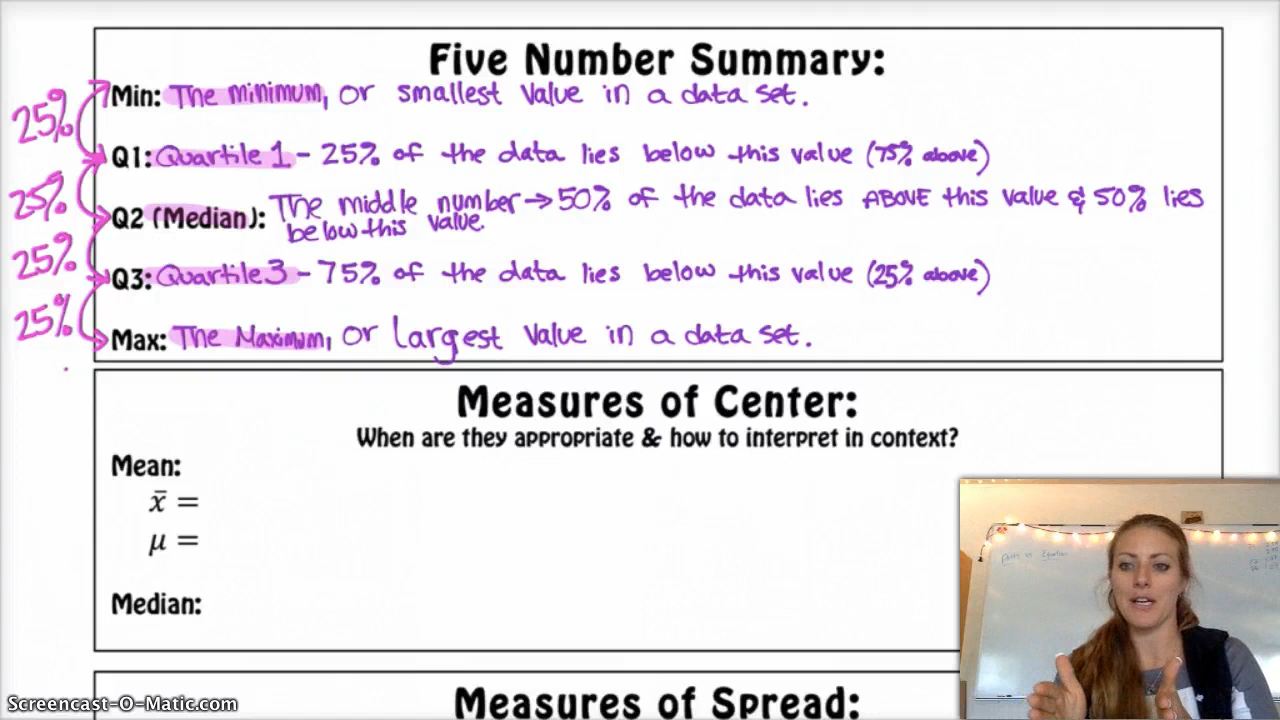 Five Number Summary:
25%
Min: The minimum, or smallest value in a data set.
Q1: Quartile 1 - 25% of the data lies below this value (75% above)
25%
Q2 (Median): The middle number → 50% of the data lies ABOVE this value & 50% lies
below this value.
25%
Q3: Quartile 3 - 75% of the data lies below this value (25% above)
25%
Max: The Maximum, or largest value in a data set.
Measures of Center:
When are they appropriate & how to interpret in context?
Mean:
x̄ =
μ =
Median:
Measures of Spread:
Screencast-O-Matic.com